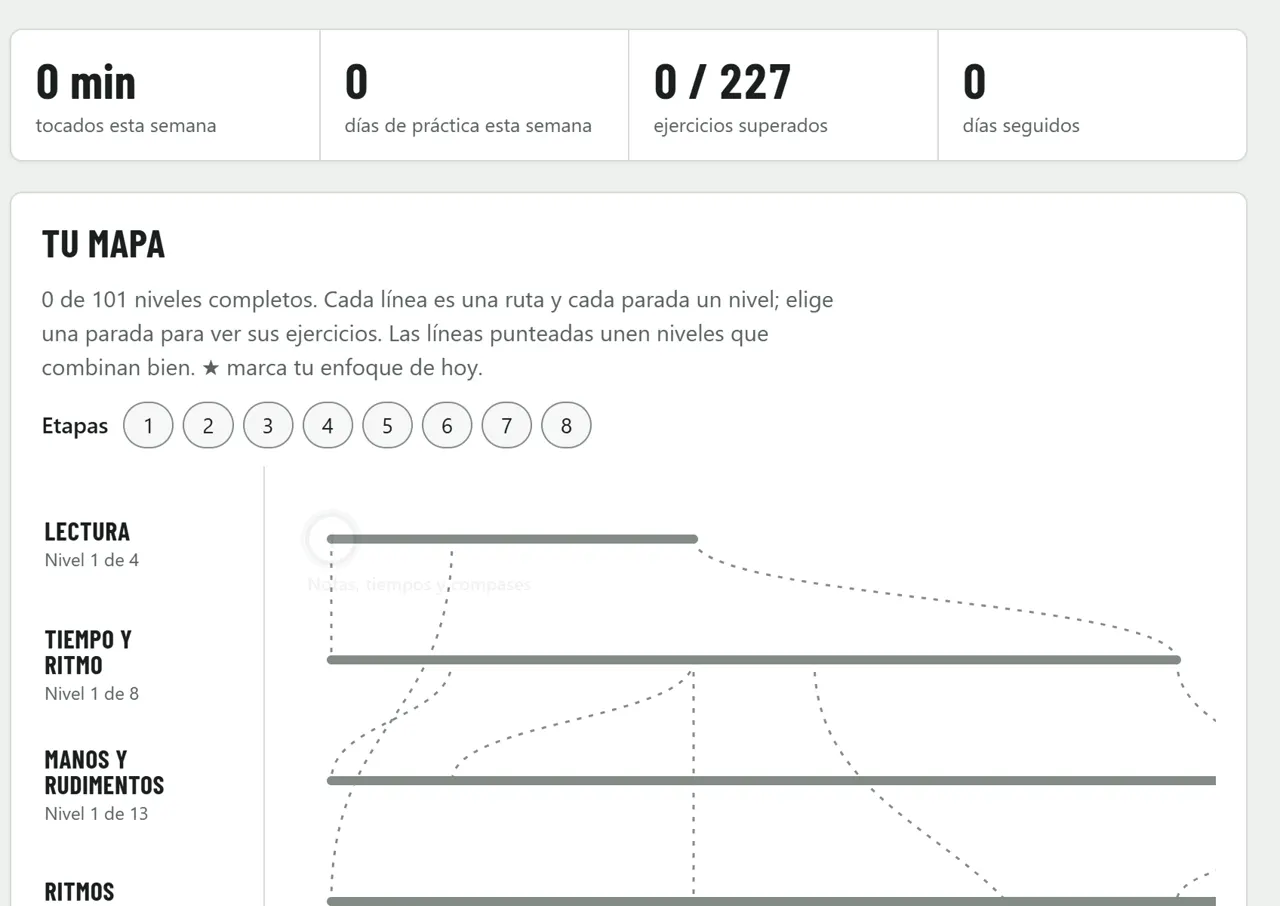 0 min
tocados esta semana
0
días de práctica esta semana
0 / 227
ejercicios superados
0
días seguidos
TU MAPA
0 de 101 niveles completos. Cada línea es una ruta y cada parada un nivel; elige
una parada para ver sus ejercicios. Las líneas punteadas unen niveles que
combinan bien. ★ marca tu enfoque de hoy.
Etapas 1 2 3 4 5 6 7 8
LECTURA
Nivel 1 de 4
Notas, tiempos y compases
TIEMPO Y
RITMO
Nivel 1 de 8
MANOS Y
RUDIMENTOS
Nivel 1 de 13
RITMOS